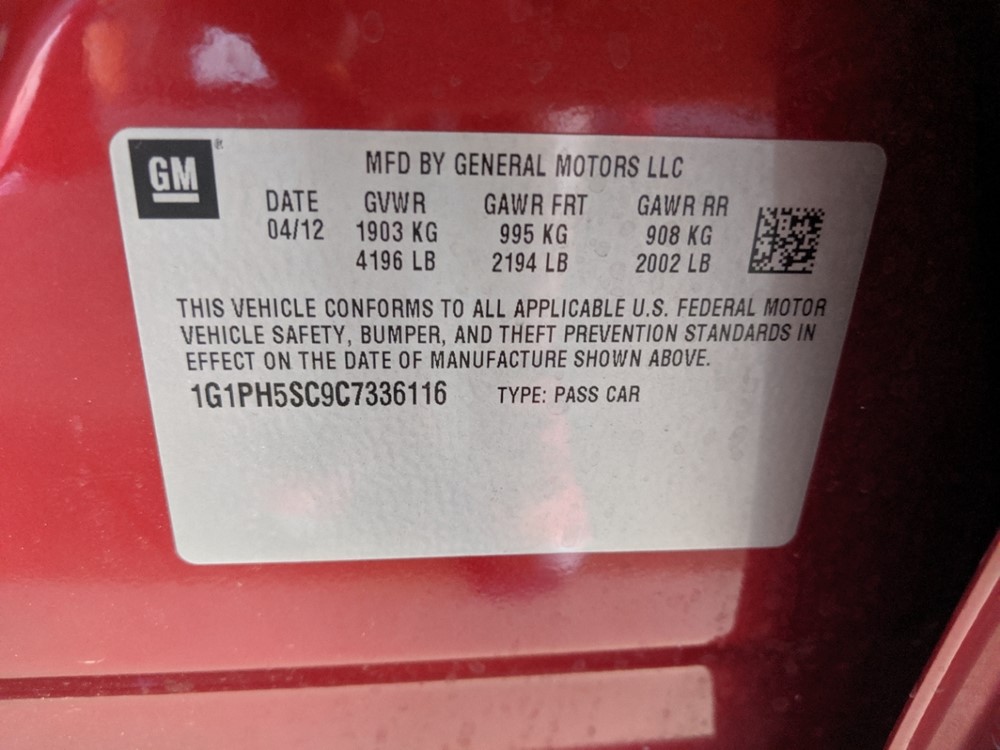 GM®
MFD BY GENERAL MOTORS LLC
DATE GVWR GAWR FRT GAWR RR
04/12 1903 KG 995 KG 908 KG
4196 LB 2194 LB 2002 LB
THIS VEHICLE CONFORMS TO ALL APPLICABLE U.S. FEDERAL MOTOR
VEHICLE SAFETY, BUMPER, AND THEFT PREVENTION STANDARDS IN
EFFECT ON THE DATE OF MANUFACTURE SHOWN ABOVE.
1G1PH5SC9C7336116 TYPE: PASS CAR